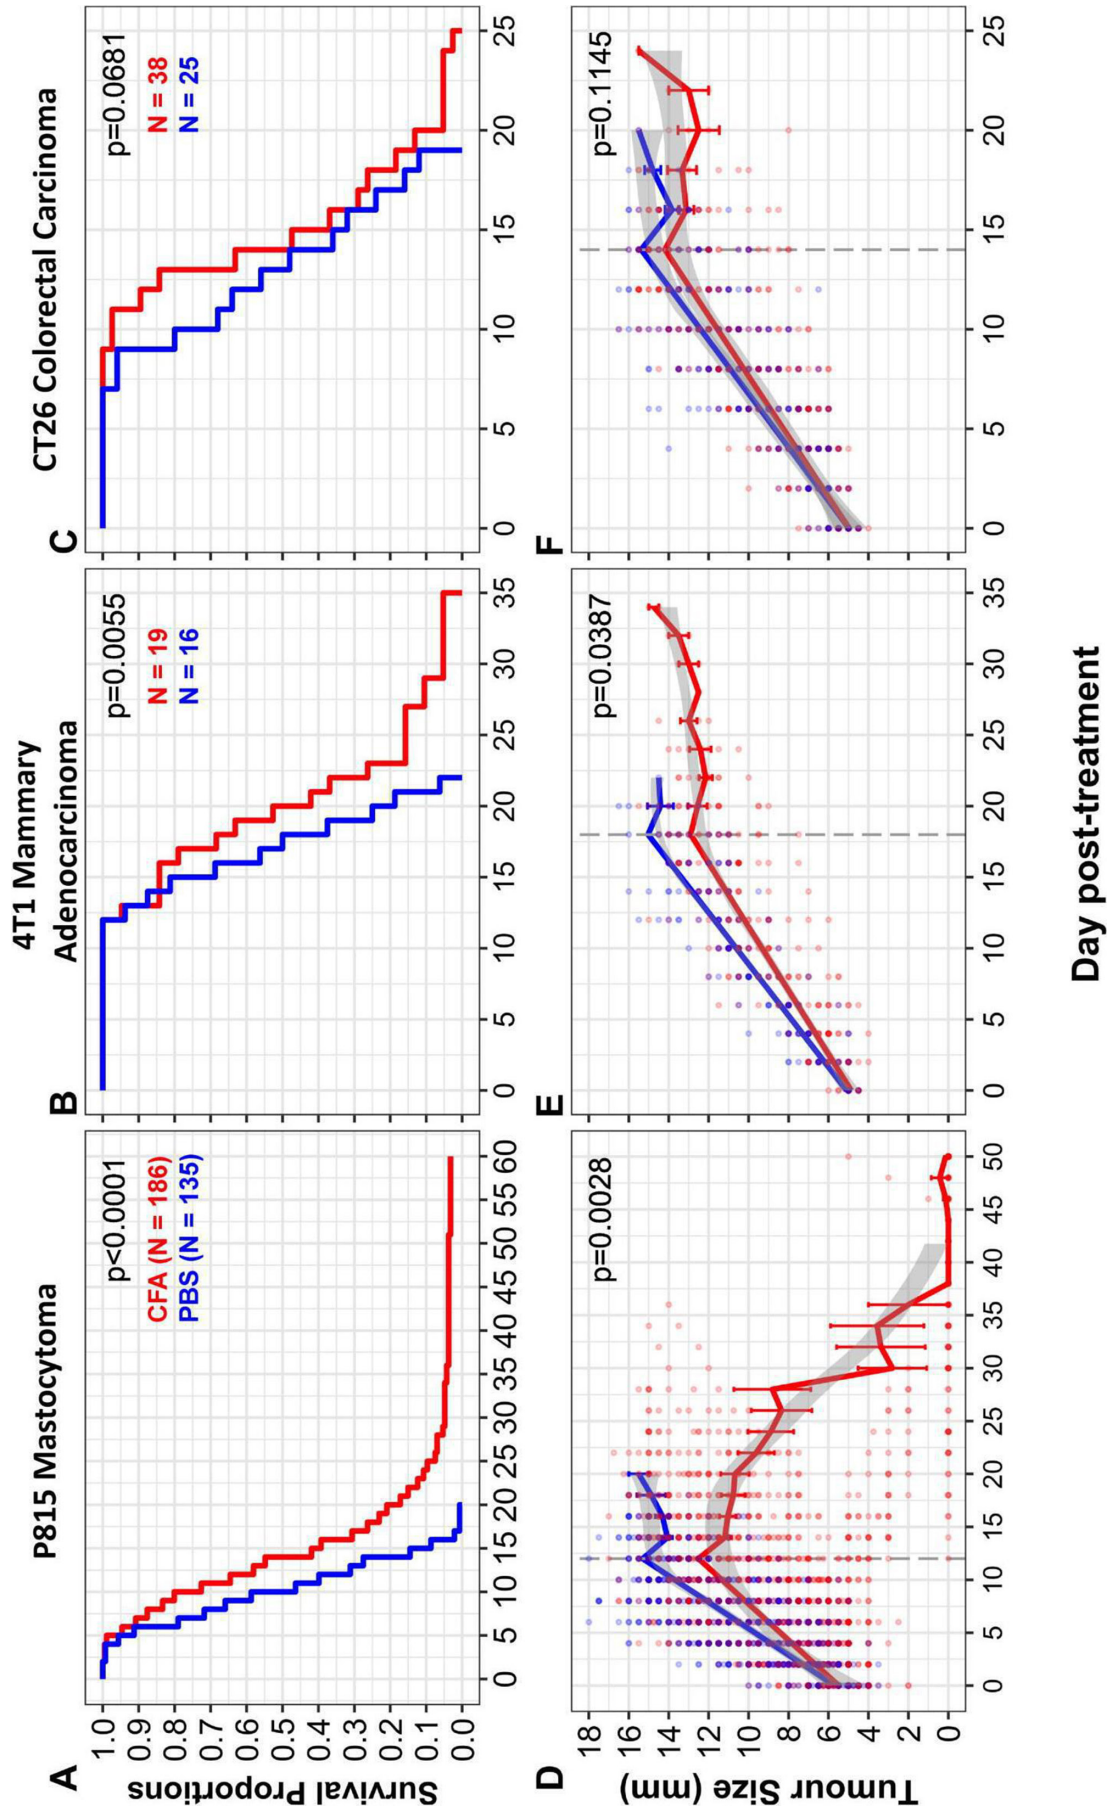 P815 Mastocytoma
4T1 Mammary
Adenocarcinoma
CT26 Colorectal Carcinoma
A
Survival Proportions
1.0
0.9
0.8
0.7
0.6
0.5
0.4
0.3
0.2
0.1
0.0
p<0.0001
CFA (N = 186)
PBS (N = 135)
0 5 10 15 20 25 30 35 40 45 50 55 60
B
p=0.0055
N = 19
N = 16
0 5 10 15 20 25 30 35
C
p=0.0681
N = 38
N = 25
0 5 10 15 20 25
D
Tumour Size (mm)
18
16
14
12
10
8
6
4
2
0
p=0.0028
0 5 10 15 20 25 30 35 40 45 50
E
p=0.0387
0 5 10 15 20 25 30 35
F
p=0.1145
0 5 10 15 20 25
Day post-treatment